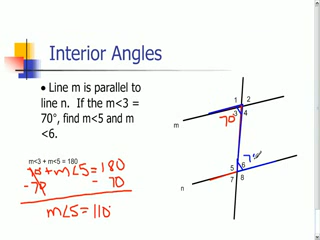 Interior Angles
• Line m is parallel to
line n. If the m<3 =
70°, find m<5 and m
<6.
m<3 + m<5 = 180
70 + m<5 = 180
-70 - 70
m<5 = 110
1 2
3 4
70°
m
5 6
7 8
n